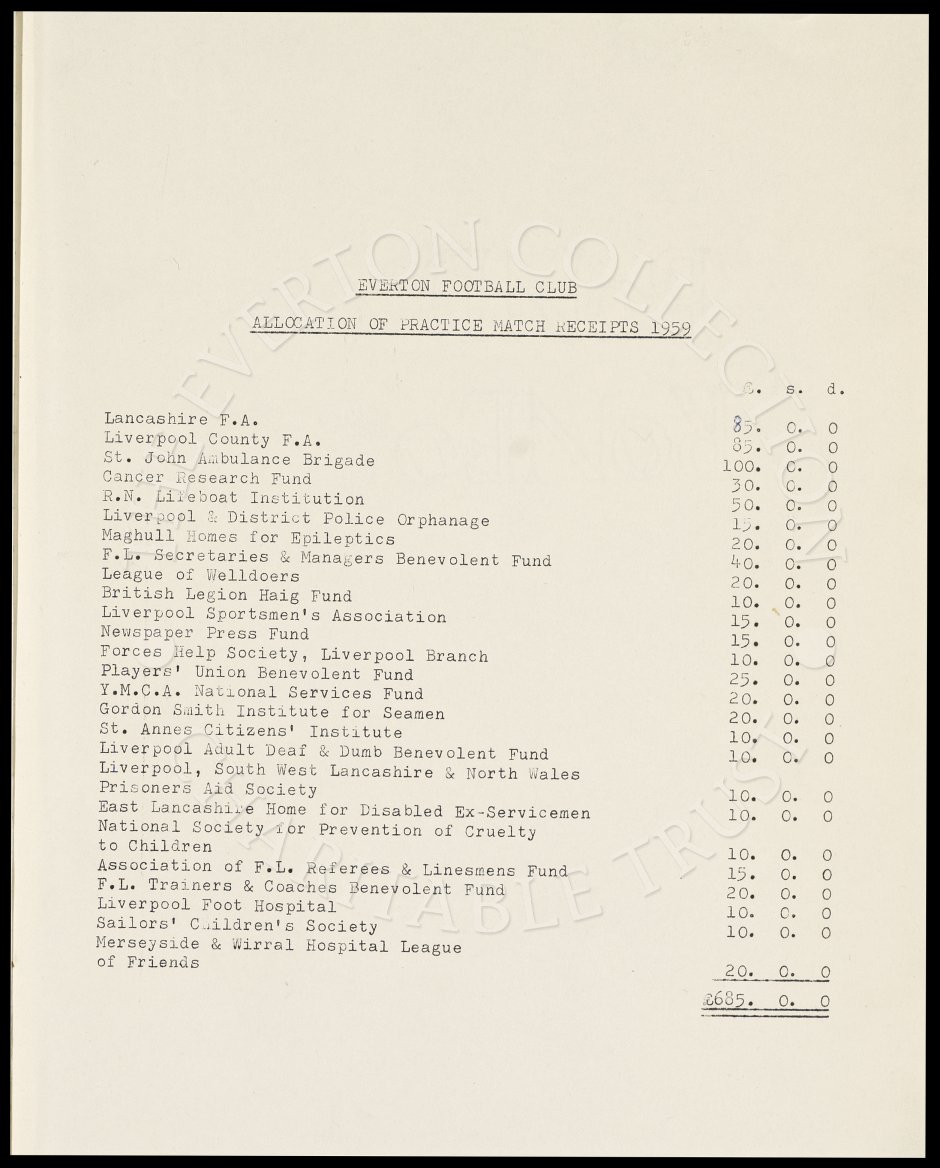 EVERTON FOOTBALL CLUB
ALLOCATION OF PRACTICE MATCH RECEIPTS 1959
£. s. d.
Lancashire F.A. 85. 0. 0
Liverpool County F.A. 85. 0. 0
St. John Ambulance Brigade 100. 0. 0
Cancer Research Fund 30. 0. 0
R.N. Lifeboat Institution 50. 0. 0
Liverpool & District Police Orphanage 15. 0. 0
Maghull Homes for Epileptics 20. 0. 0
F.L. Secretaries & Managers Benevolent Fund 40. 0. 0
League of Welldoers 20. 0. 0
British Legion Haig Fund 10. 0. 0
Liverpool Sportsmen's Association 15. 0. 0
Newspaper Press Fund 15. 0. 0
Forces Help Society, Liverpool Branch 10. 0. 0
Players' Union Benevolent Fund 25. 0. 0
Y.M.C.A. National Services Fund 20. 0. 0
Gordon Smith Institute for Seamen 20. 0. 0
St. Annes Citizens' Institute 10. 0. 0
Liverpool Adult Deaf & Dumb Benevolent Fund 10. 0. 0
Liverpool, South West Lancashire & North Wales
Prisoners Aid Society 10. 0. 0
East Lancashire Home for Disabled Ex-Servicemen 10. 0. 0
National Society for Prevention of Cruelty
to Children 10. 0. 0
Association of F.L. Referees & Linesmens Fund 15. 0. 0
F.L. Trainers & Coaches Benevolent Fund 20. 0. 0
Liverpool Foot Hospital 10. 0. 0
Sailors' Children's Society 10. 0. 0
Merseyside & Wirral Hospital League
of Friends 20. 0. 0
£685. 0. 0
THE EVERTON COLLECTION
CHARITABLE TRUST